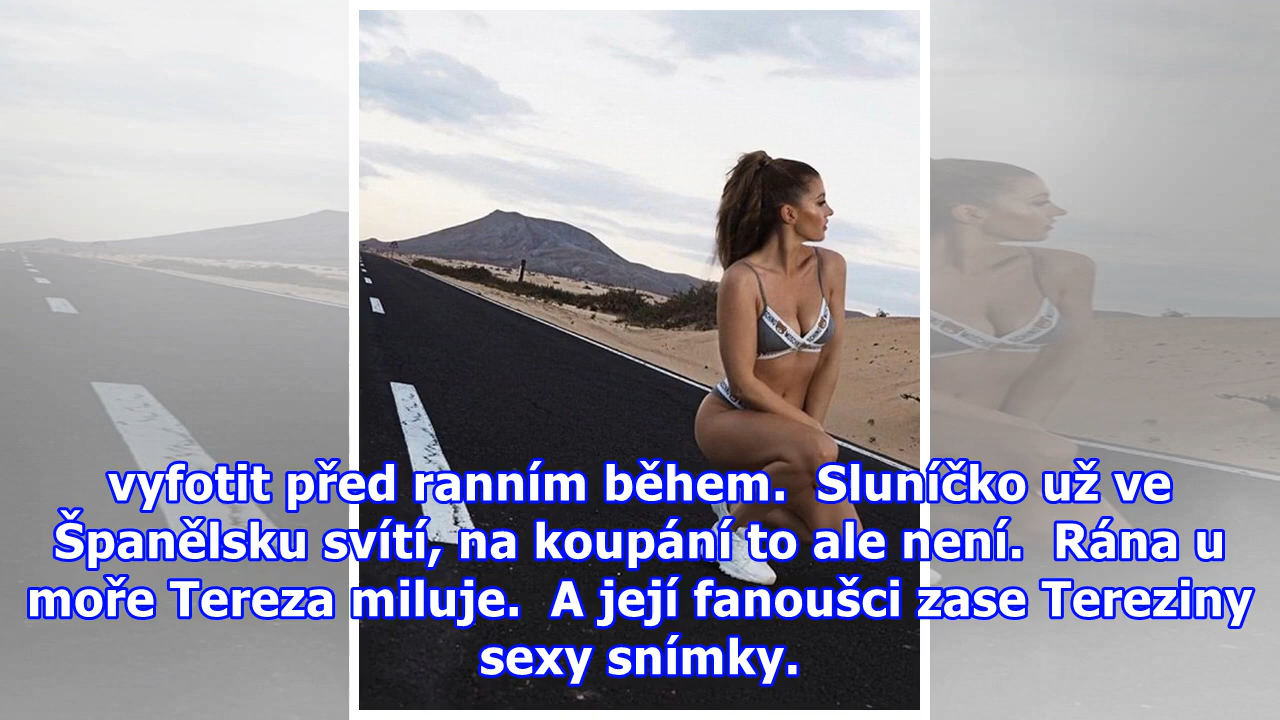 vyfotit před ranním během.  Sluníčko už ve
Španělsku svítí, na koupání to ale není.  Rána u
moře Tereza miluje.  A její fanoušci zase Tereziny
sexy snímky.